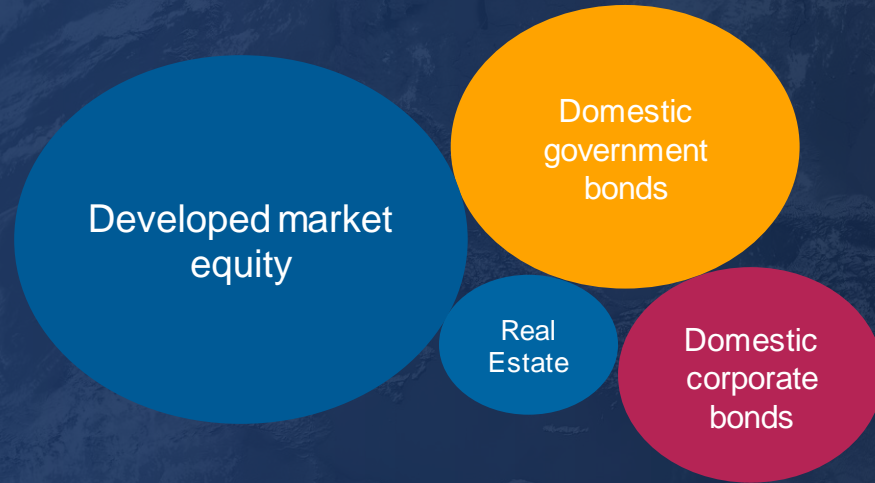 Developed market
equity
Domestic
government
bonds
Real
Estate
Domestic
corporate
bonds